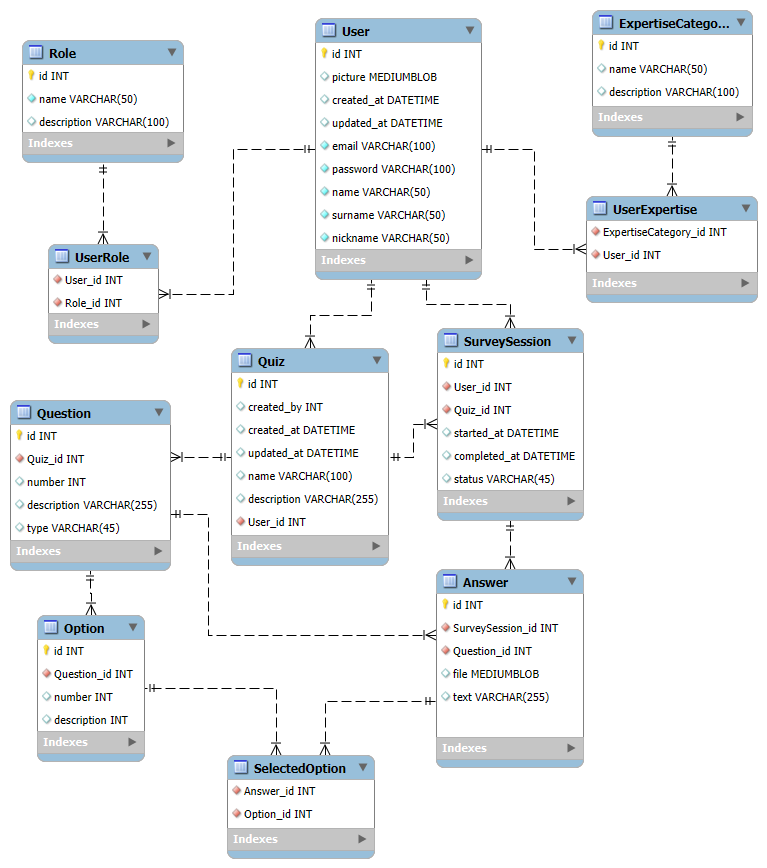 Role
id INT
name VARCHAR(50)
description VARCHAR(100)
Indexes
User
id INT
picture MEDIUMBLOB
created_at DATETIME
updated_at DATETIME
email VARCHAR(100)
password VARCHAR(100)
name VARCHAR(50)
surname VARCHAR(50)
nickname VARCHAR(50)
Indexes
ExpertiseCatego...
id INT
name VARCHAR(50)
description VARCHAR(100)
Indexes
UserRole
User_id INT
Role_id INT
Indexes
UserExpertise
ExpertiseCategory_id INT
User_id INT
Indexes
Quiz
id INT
created_by INT
created_at DATETIME
updated_at DATETIME
name VARCHAR(100)
description VARCHAR(255)
User_id INT
Indexes
SurveySession
id INT
User_id INT
Quiz_id INT
started_at DATETIME
completed_at DATETIME
status VARCHAR(45)
Indexes
Question
id INT
Quiz_id INT
number INT
description VARCHAR(255)
type VARCHAR(45)
Indexes
Answer
id INT
SurveySession_id INT
Question_id INT
file MEDIUMBLOB
text VARCHAR(255)
Indexes
Option
id INT
Question_id INT
number INT
description INT
Indexes
SelectedOption
Answer_id INT
Option_id INT
Indexes